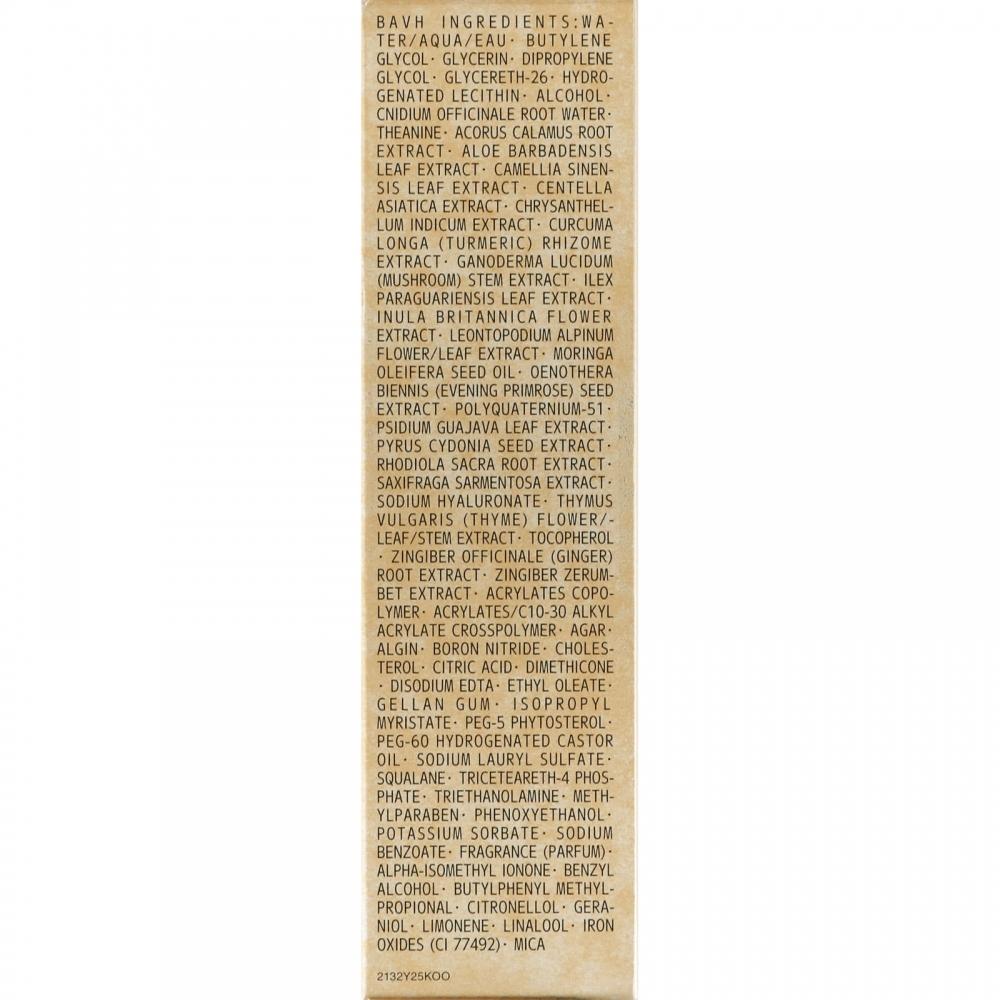 BAVH INGREDIENTS:WA-
TER/AQUA/EAU· BUTYLENE
GLYCOL· GLYCERIN· DIPROPYLENE
GLYCOL· GLYCERETH-26· HYDRO-
GENATED LECITHIN· ALCOHOL·
CNIDIUM OFFICINALE ROOT WATER·
THEANINE· ACORUS CALAMUS ROOT
EXTRACT· ALOE BARBADENSIS
LEAF EXTRACT· CAMELLIA SINEN-
SIS LEAF EXTRACT· CENTELLA
ASIATICA EXTRACT· CHRYSANTHEL-
LUM INDICUM EXTRACT· CURCUMA
LONGA (TURMERIC) RHIZOME
EXTRACT· GANODERMA LUCIDUM
(MUSHROOM) STEM EXTRACT· ILEX
PARAGUARIENSIS LEAF EXTRACT·
INULA BRITANNICA FLOWER
EXTRACT· LEONTOPODIUM ALPINUM
FLOWER/LEAF EXTRACT· MORINGA
OLEIFERA SEED OIL· OENOTHERA
BIENNIS (EVENING PRIMROSE) SEED
EXTRACT· POLYQUATERNIUM-51·
PSIDIUM GUAJAVA LEAF EXTRACT·
PYRUS CYDONIA SEED EXTRACT·
RHODIOLA SACRA ROOT EXTRACT·
SAXIFRAGA SARMENTOSA EXTRACT·
SODIUM HYALURONATE· THYMUS
VULGARIS (THYME) FLOWER/-
LEAF/STEM EXTRACT· TOCOPHEROL
· ZINGIBER OFFICINALE (GINGER)
ROOT EXTRACT· ZINGIBER ZERUM-
BET EXTRACT· ACRYLATES COPO-
LYMER· ACRYLATES/C10-30 ALKYL
ACRYLATE CROSSPOLYMER· AGAR·
ALGIN· BORON NITRIDE· CHOLES-
TEROL· CITRIC ACID· DIMETHICONE
· DISODIUM EDTA· ETHYL OLEATE·
GELLAN GUM· ISOPROPYL
MYRISTATE· PEG-5 PHYTOSTEROL·
PEG-60 HYDROGENATED CASTOR
OIL· SODIUM LAURYL SULFATE·
SQUALANE· TRICETEARETH-4 PHOS-
PHATE· TRIETHANOLAMINE· METH-
YLPARABEN· PHENOXYETHANOL·
POTASSIUM SORBATE· SODIUM
BENZOATE· FRAGRANCE (PARFUM)·
ALPHA-ISOMETHYL IONONE· BENZYL
ALCOHOL· BUTYLPHENYL METHYL-
PROPIONAL· CITRONELLOL· GERA-
NIOL· LIMONENE· LINALOOL· IRON
OXIDES (CI 77492)· MICA
2132Y25KOO